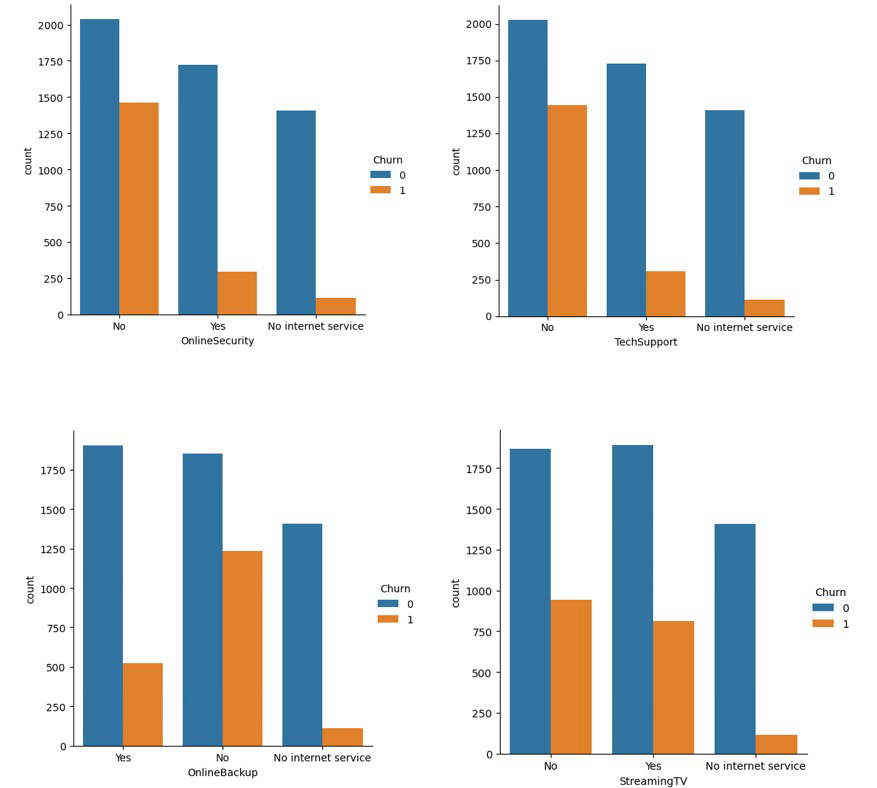 2000
1750
1500
1250
1000
750
500
250
0
count
No Yes No internet service
OnlineSecurity
Churn
0
1
2000
1750
1500
1250
1000
750
500
250
0
count
No Yes No internet service
TechSupport
Churn
0
1
1750
1500
1250
1000
750
500
250
0
count
Yes No No internet service
OnlineBackup
Churn
0
1
1750
1500
1250
1000
750
500
250
0
count
No Yes No internet service
StreamingTV
Churn
0
1